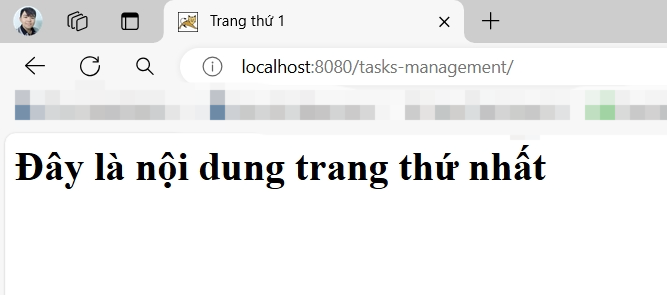 Trang thứ 1
localhost:8080/tasks-management/
Đây là nội dung trang thứ nhất